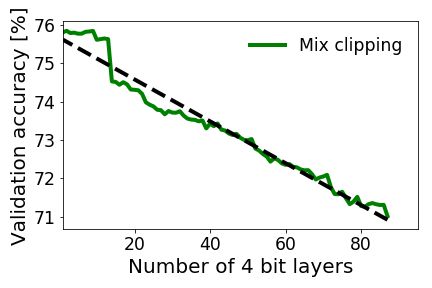 76
75
74
73
72
71
Validation accuracy [%]
Mix clipping
20 40 60 80
Number of 4 bit layers